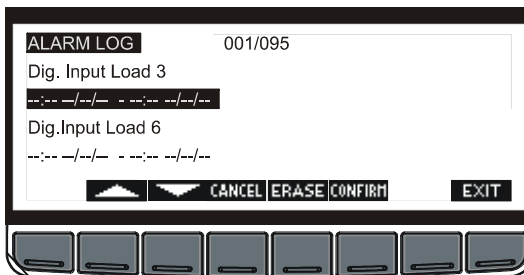 ALARM LOG 001/095
Dig. Input Load 3
--:-- --/--/-- - --:-- --/--/--
Dig.Input Load 6
--:-- --/--/-- - --:-- --/--/--
CANCEL ERASE CONFIRM EXIT